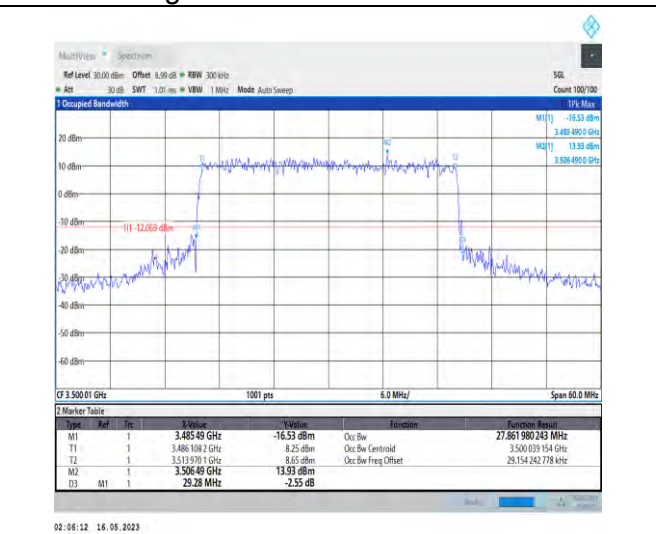 MultiView Spectrum
Ref Level 30.00 dBm Offset 8.99 dB RBW 300 kHz SGL
Att 30 dB SWT 1.01 ms VBW 1 MHz Mode Auto Sweep Count 100/100
1 Occupied Bandwidth 1Pk Max
M1[1] -16.53 dBm
3.485 490 0 GHz
M2[1] 13.93 dBm
3.506 490 0 GHz
20 dBm
M2
T1 T2
10 dBm
0 dBm
-10 dBm
H1 -12.069 dBm
M1
-20 dBm
-30 dBm
-40 dBm
-50 dBm
-60 dBm
CF 3.500 01 GHz 1001 pts 6.0 MHz/ Span 60.0 MHz
2 Marker Table
Type Ref Trc X-Value Y-Value Function Function Result
M1 1 3.485 49 GHz -16.53 dBm Occ Bw 27.861 980 243 MHz
T1 1 3.486 108 2 GHz 8.25 dBm Occ Bw Centroid 3.500 039 154 GHz
T2 1 3.513 970 1 GHz 8.65 dBm Occ Bw Freq Offset 29.154 242 778 kHz
M2 1 3.506 49 GHz 13.93 dBm
D3 M1 1 29.28 MHz -2.55 dB
02:06:12 16.05.2023